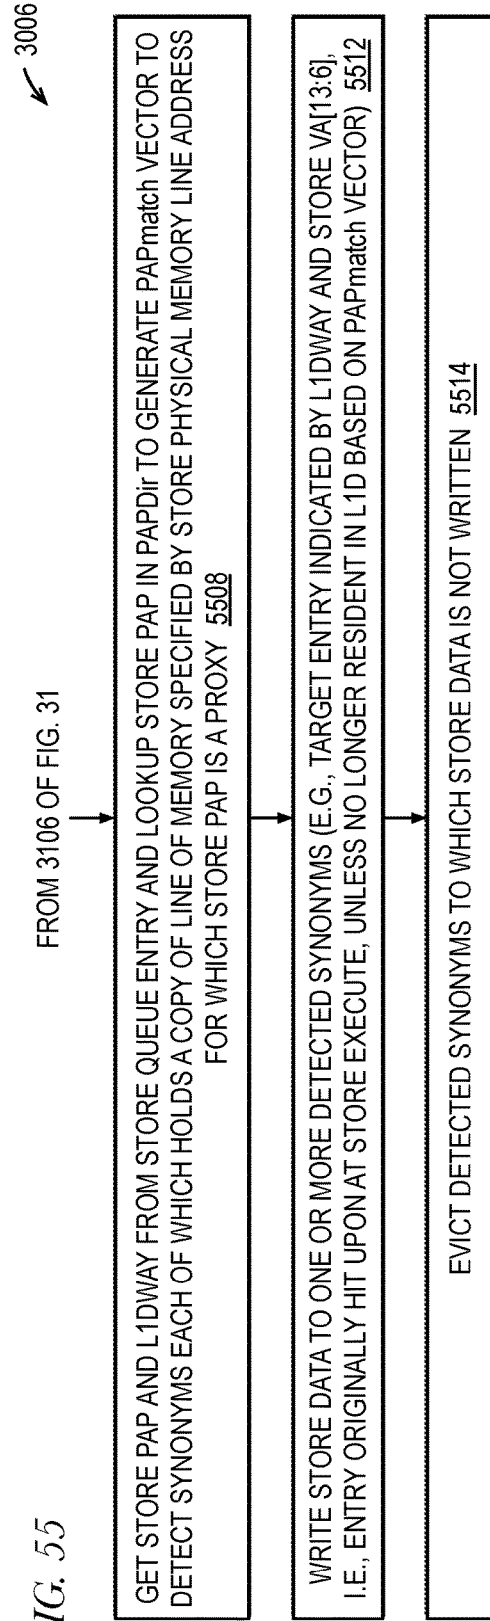 IG. 55
3006
FROM 3106 OF FIG. 31
GET STORE PAP AND L1DWAY FROM STORE QUEUE ENTRY AND LOOKUP STORE PAP IN PAPDir TO GENERATE PAPmatch VECTOR TO
DETECT SYNONYMS EACH OF WHICH HOLDS A COPY OF LINE OF MEMORY SPECIFIED BY STORE PHYSICAL MEMORY LINE ADDRESS
FOR WHICH STORE PAP IS A PROXY 5508
WRITE STORE DATA TO ONE OR MORE DETECTED SYNONYMS (E.G., TARGET ENTRY INDICATED BY L1DWAY AND STORE VA[13:6],
I.E., ENTRY ORIGINALLY HIT UPON AT STORE EXECUTE, UNLESS NO LONGER RESIDENT IN L1D BASED ON PAPmatch VECTOR) 5512
EVICT DETECTED SYNONYMS TO WHICH STORE DATA IS NOT WRITTEN 5514